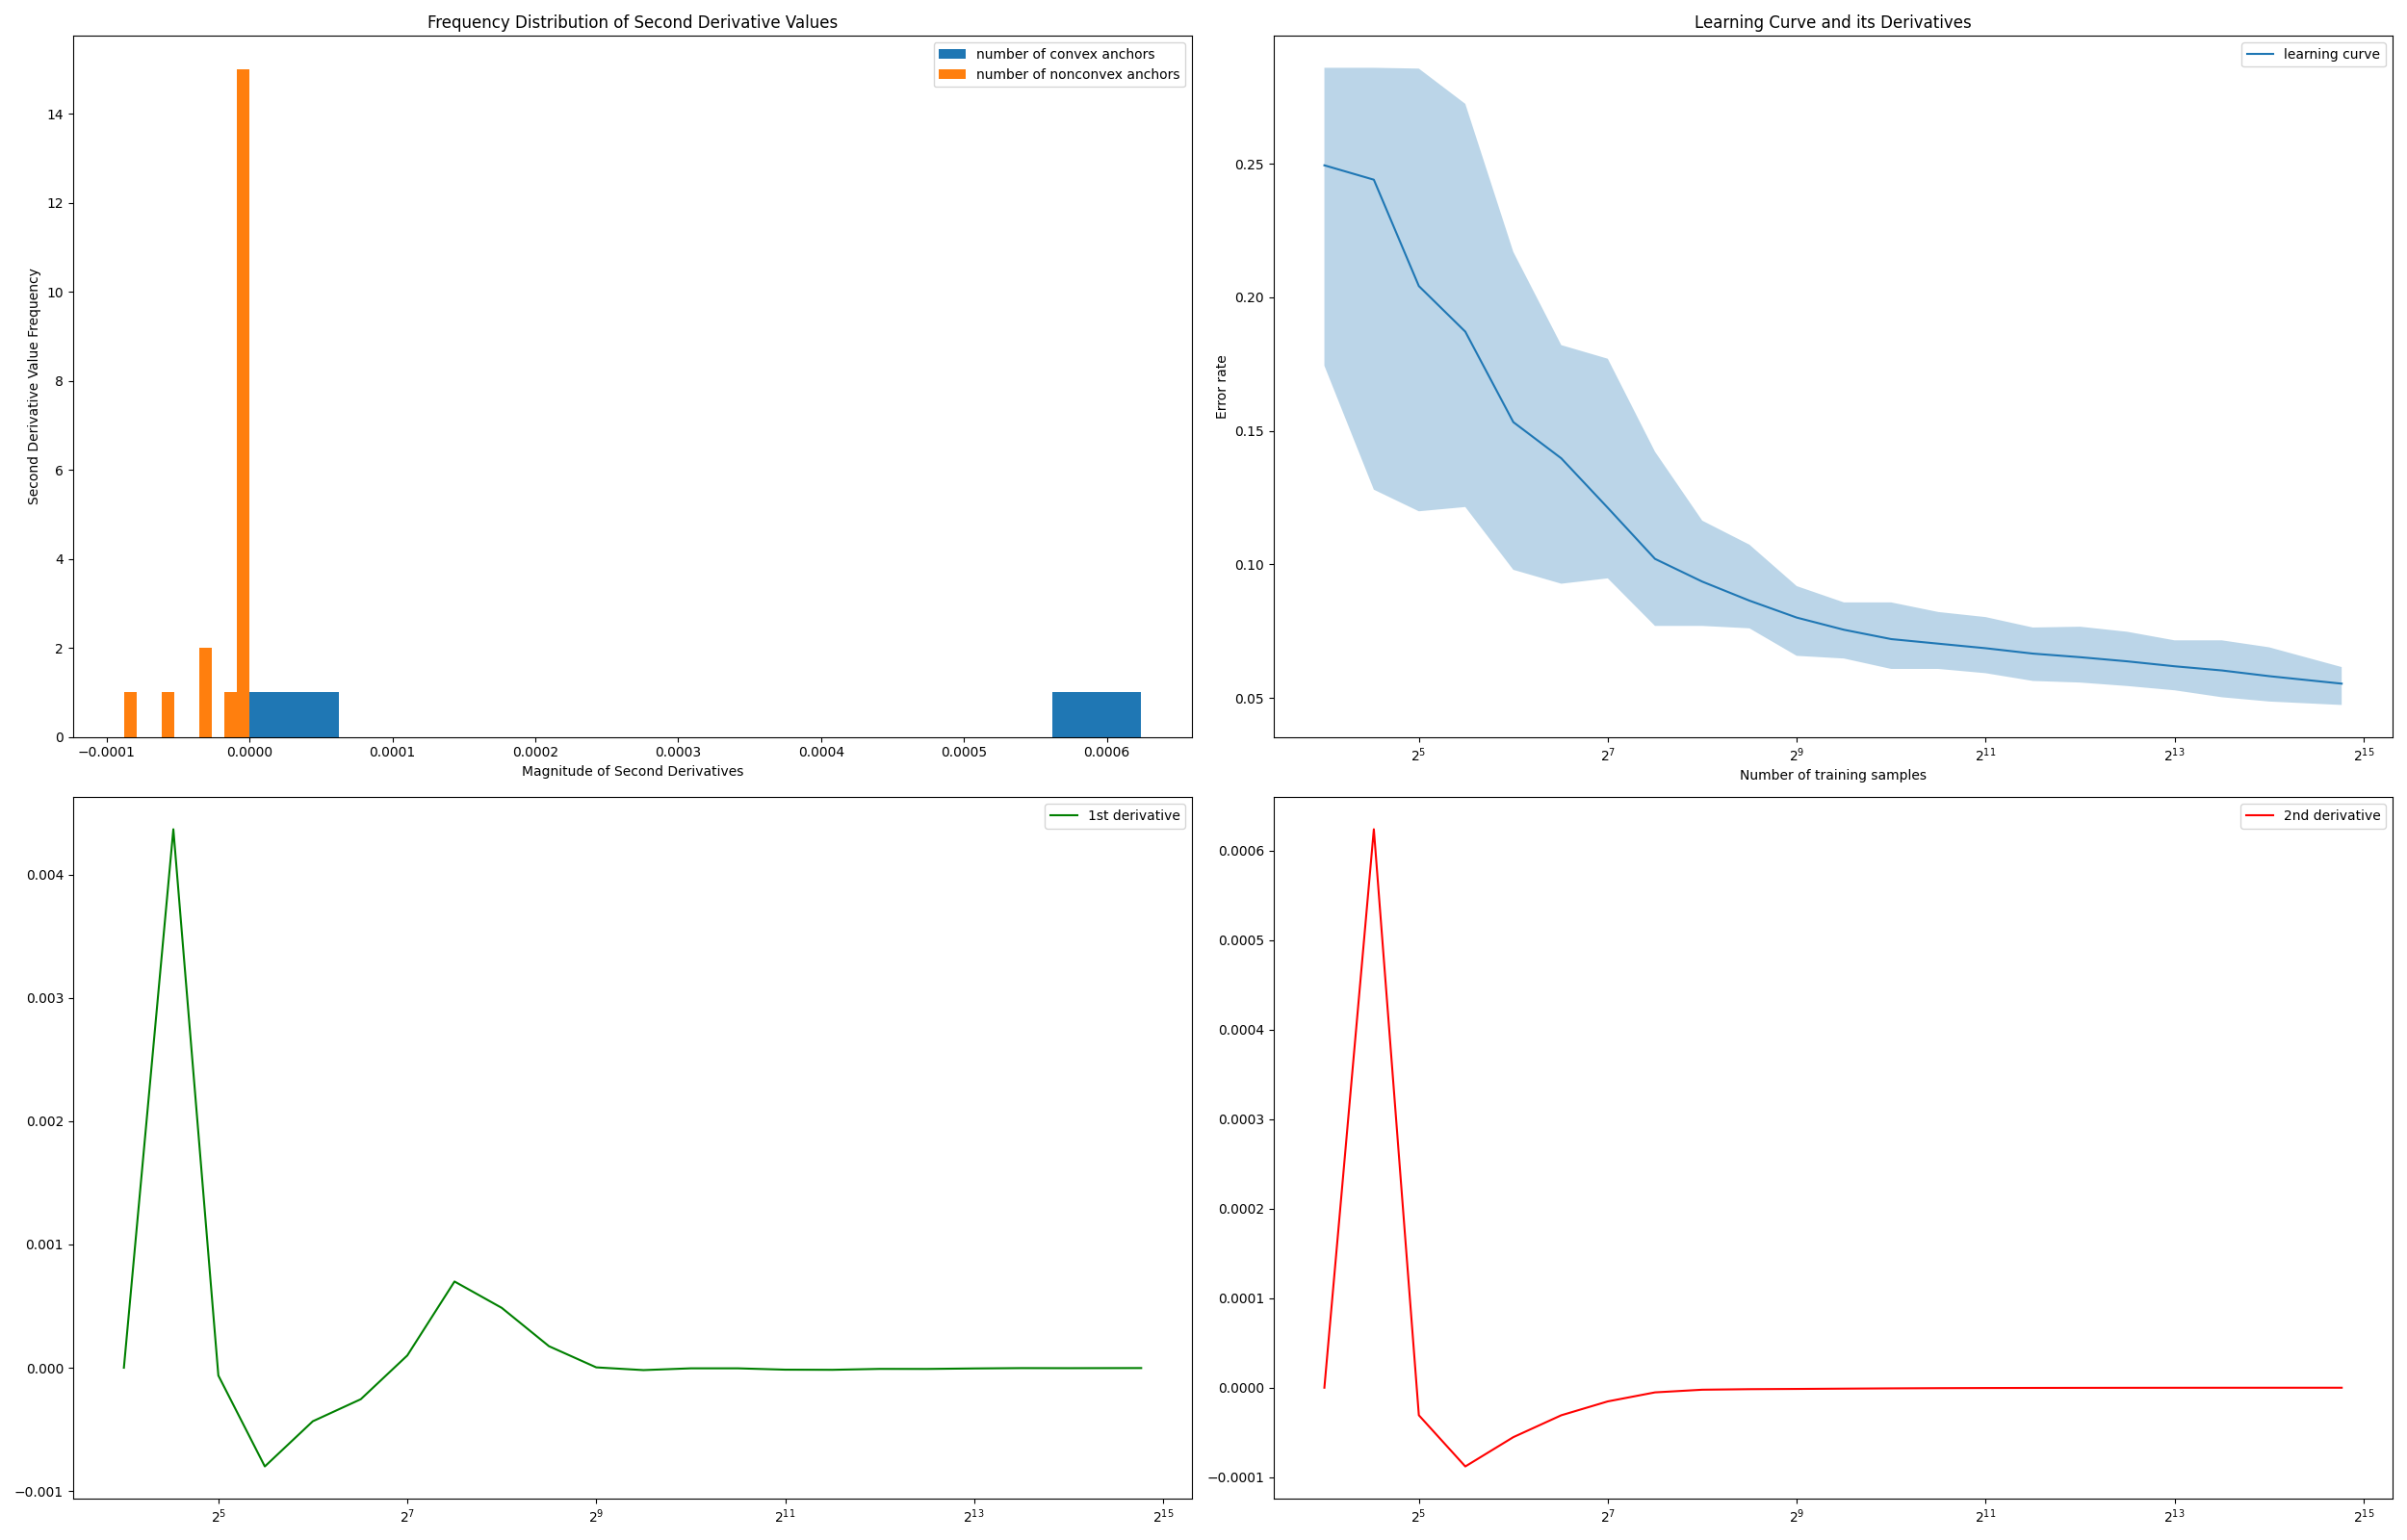 Frequency Distribution of Second Derivative Values
number of convex anchors
number of nonconvex anchors
Second Derivative Value Frequency
14
12
10
8
6
4
2
0
−0.0001 0.0000 0.0001 0.0002 0.0003 0.0004 0.0005 0.0006
Magnitude of Second Derivatives
Learning Curve and its Derivatives
learning curve
Error rate
0.25
0.20
0.15
0.10
0.05
2^5 2^7 2^9 2^11 2^13 2^15
Number of training samples
1st derivative
0.004
0.003
0.002
0.001
0.000
−0.001
2^5 2^7 2^9 2^11 2^13 2^15
2nd derivative
0.0006
0.0005
0.0004
0.0003
0.0002
0.0001
0.0000
−0.0001
2^5 2^7 2^9 2^11 2^13 2^15